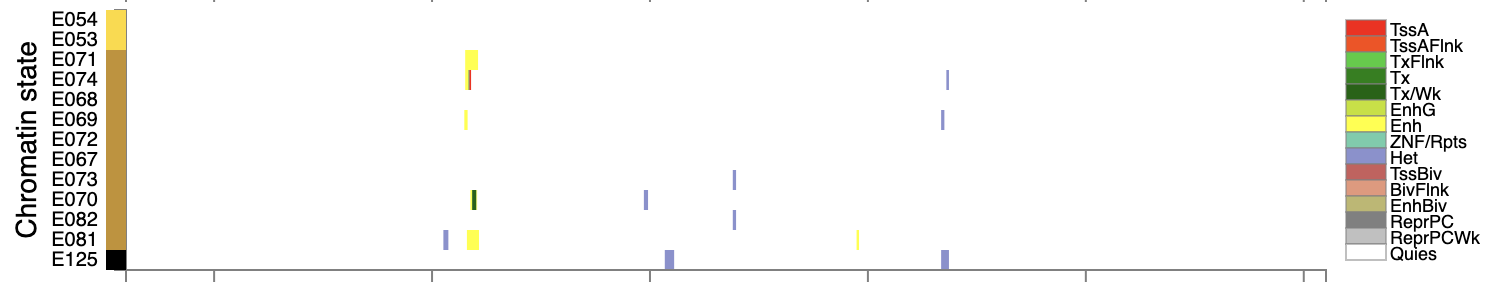 Chromatin state
E054
E053
E071
E074
E068
E069
E072
E067
E073
E070
E082
E081
E125
TssA
TssAFlnk
TxFlnk
Tx
Tx/Wk
EnhG
Enh
ZNF/Rpts
Het
TssBiv
BivFlnk
EnhBiv
ReprPC
ReprPCWk
Quies